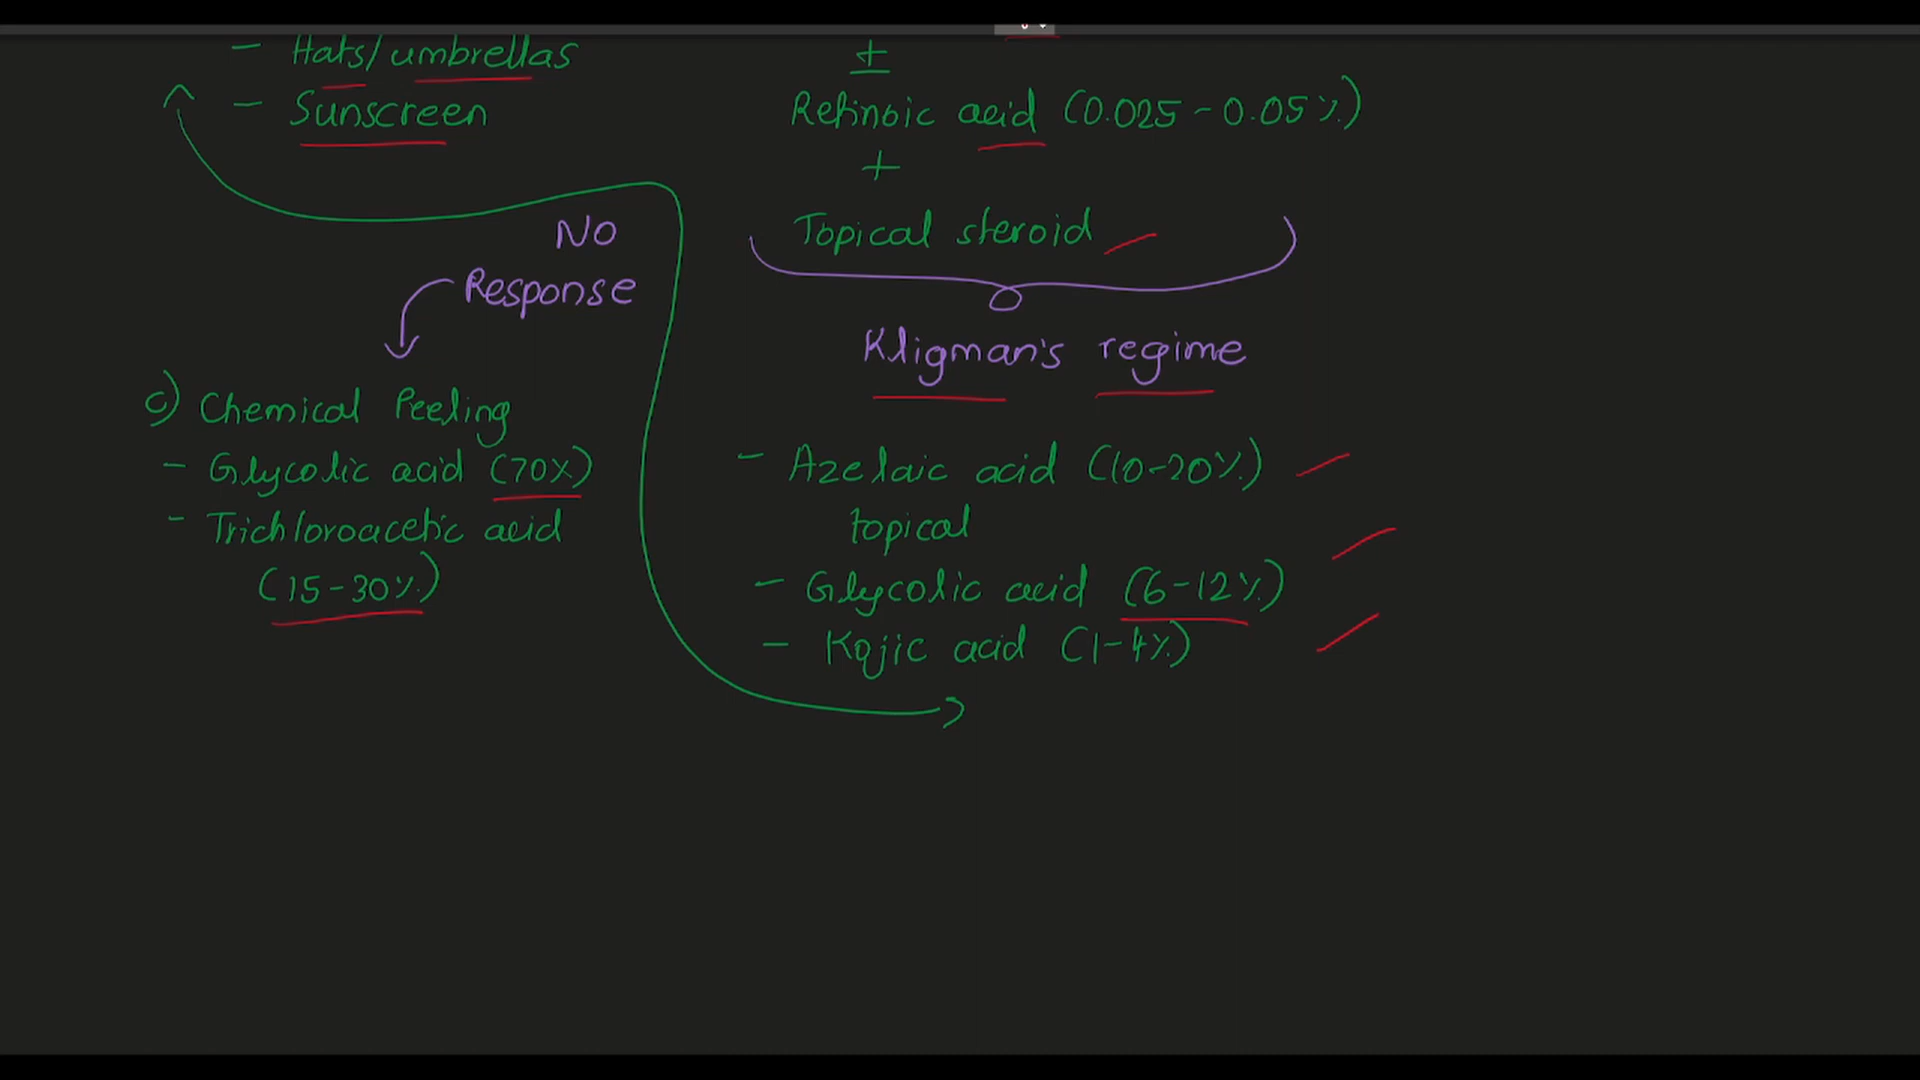 - Hats/umbrellas
- Sunscreen
±
Retinoic acid (0.025 - 0.05%)
+
Topical steroid
Kligman's regime
No
Response
c) Chemical Peeling
- Glycolic acid (70%)
- Trichloroacetic acid
(15-30%)
- Azelaic acid (10-20%)
topical
- Glycolic acid (6-12%)
- Kojic acid (1-4%)